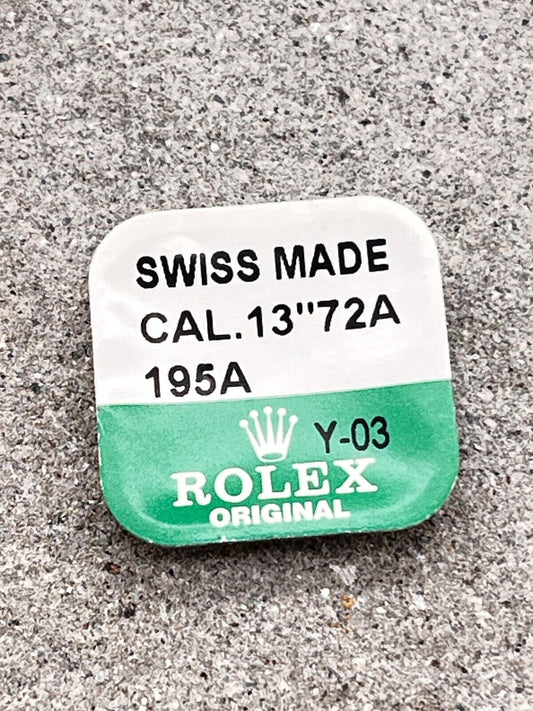 SWISS MADE
CAL.13"72A
195A
Y-03
ROLEX
ORIGINAL